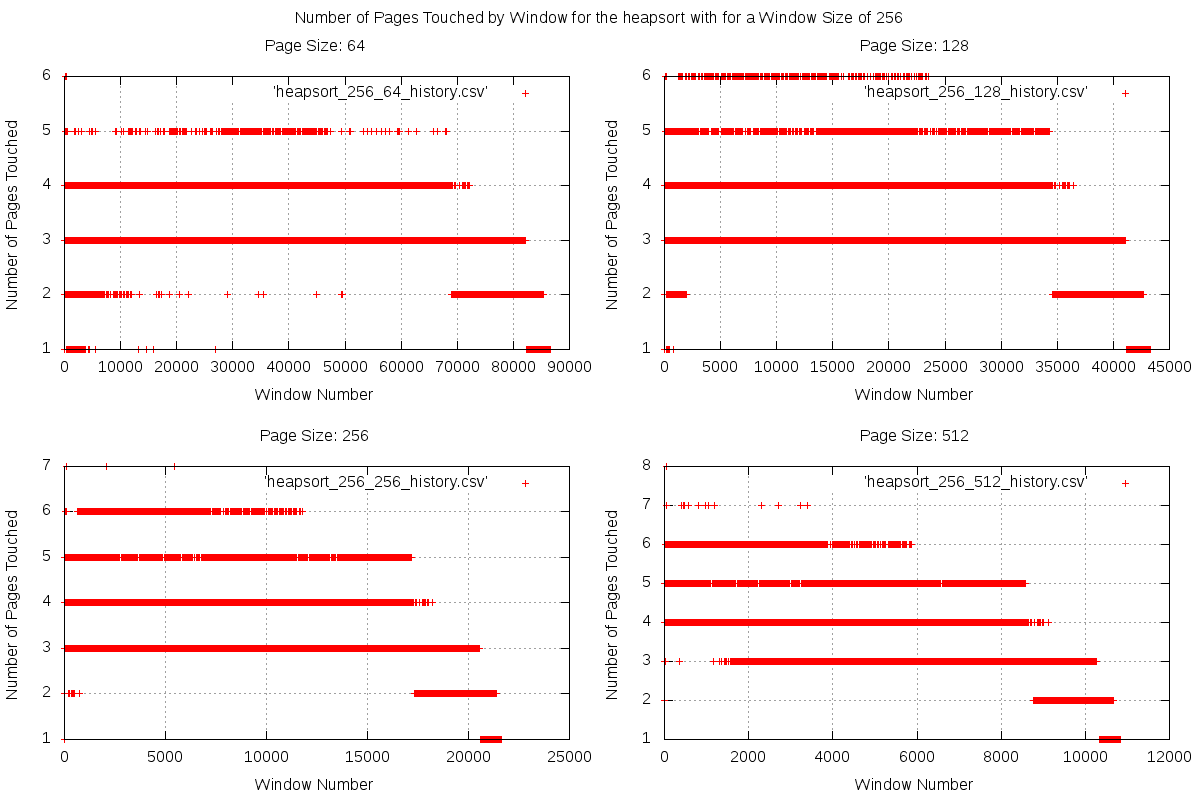 Number of Pages Touched by Window for the heapsort with for a Window Size of 256
Page Size: 64
6
5
4
3
2
1
Number of Pages Touched
'heapsort_256_64_history.csv'
0 10000 20000 30000 40000 50000 60000 70000 80000 90000
Window Number
Page Size: 128
6
5
4
3
2
1
Number of Pages Touched
'heapsort_256_128_history.csv'
0 5000 10000 15000 20000 25000 30000 35000 40000 45000
Window Number
Page Size: 256
7
6
5
4
3
2
1
Number of Pages Touched
'heapsort_256_256_history.csv'
0 5000 10000 15000 20000 25000
Window Number
Page Size: 512
8
7
6
5
4
3
2
1
Number of Pages Touched
'heapsort_256_512_history.csv'
0 2000 4000 6000 8000 10000 12000
Window Number